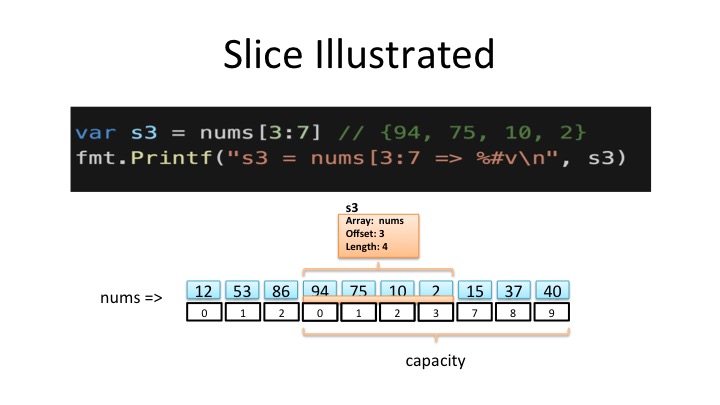 Slice Illustrated
var s3 = nums[3:7] // {94, 75, 10, 2}
fmt.Printf("s3 = nums[3:7 => %#v\n", s3)
s3
Array: nums
Offset: 3
Length: 4
nums => 12 53 86 94 75 10 2 15 37 40
0 1 2 0 1 2 3 7 8 9
capacity